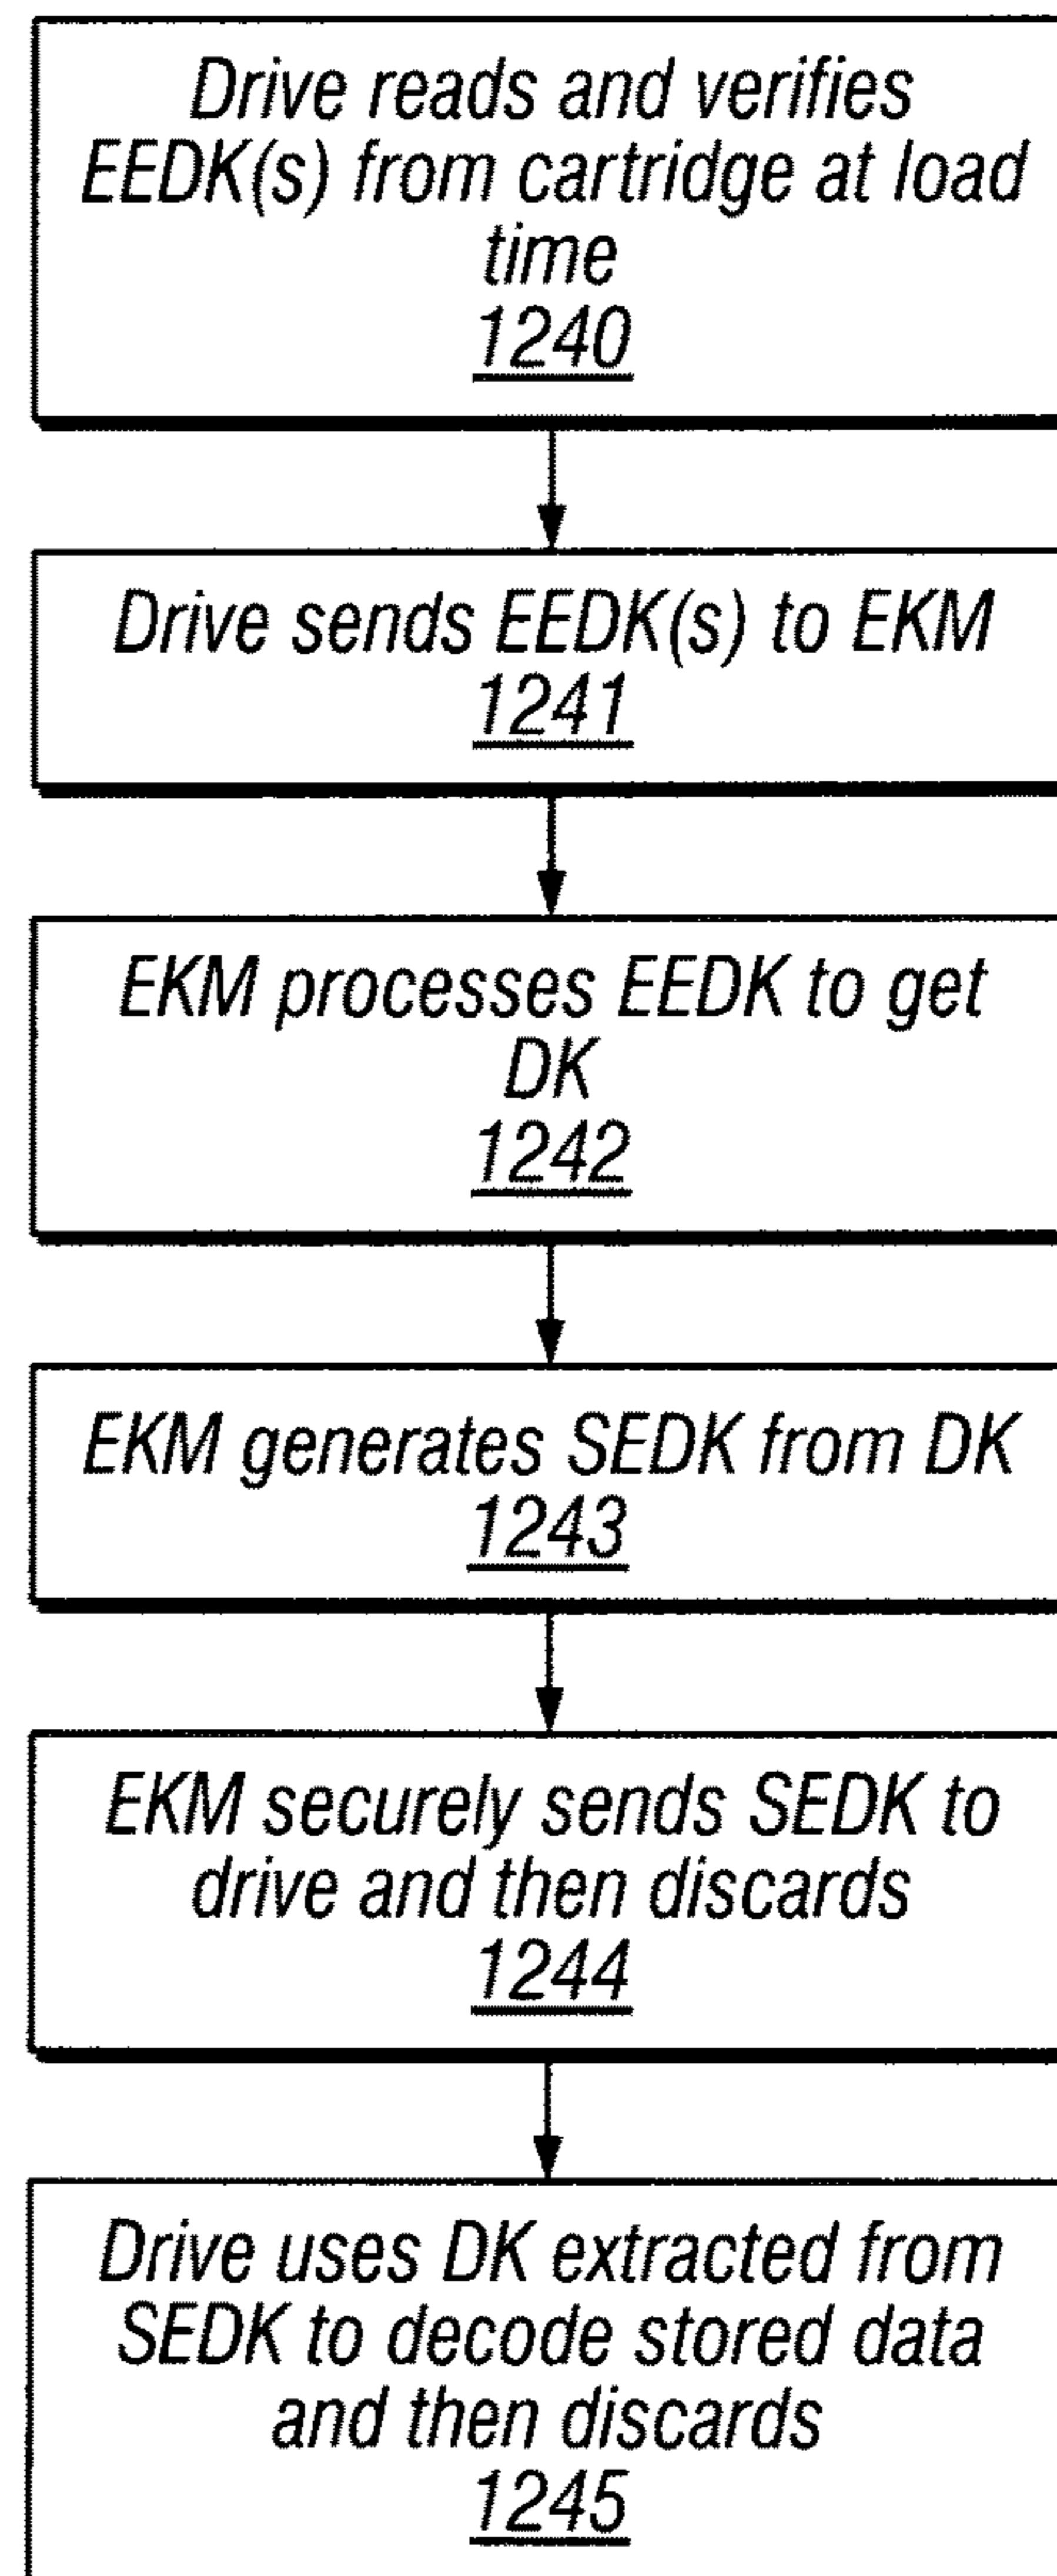 Drive reads and verifies
EEDK(s) from cartridge at load
time
1240
Drive sends EEDK(s) to EKM
1241
EKM processes EEDK to get
DK
1242
EKM generates SEDK from DK
1243
EKM securely sends SEDK to
drive and then discards
1244
Drive uses DK extracted from
SEDK to decode stored data
and then discards
1245